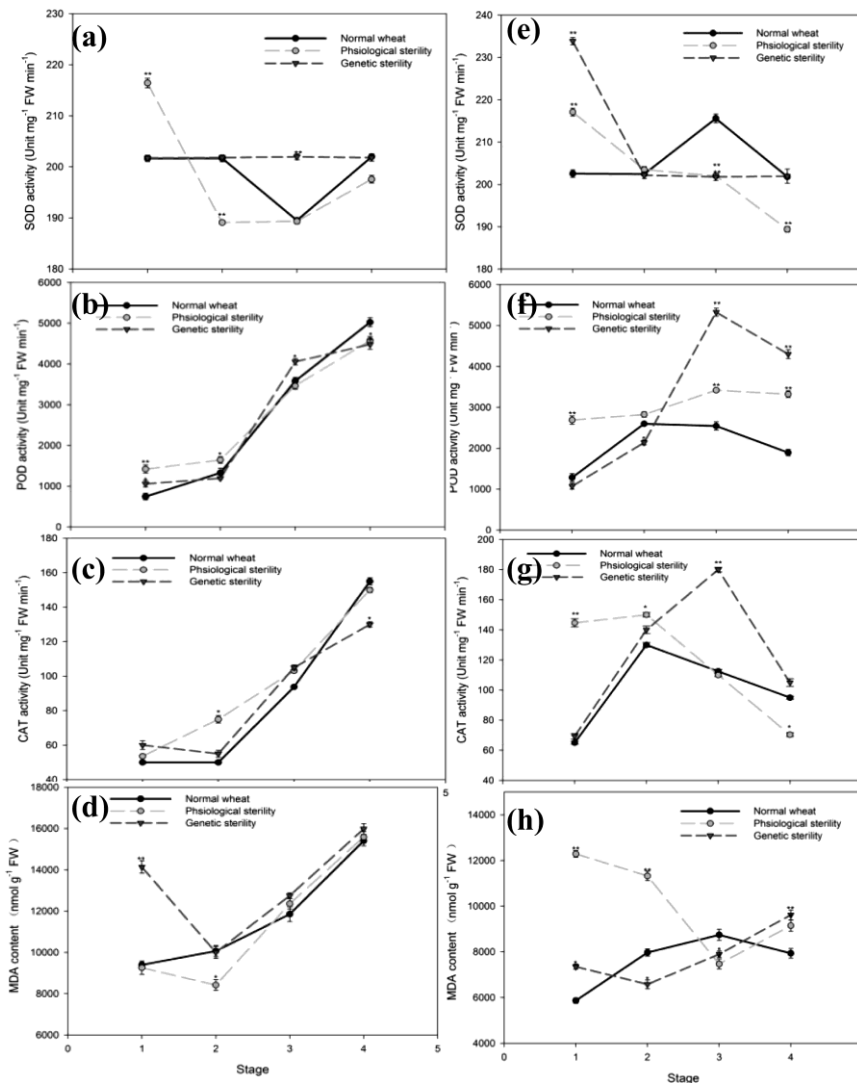 (a)
230
220
210
200
190
180
SOD activity (Unit mg⁻¹ FW min⁻¹)
Normal wheat
Phsiological sterility
Genetic sterility
**
**
**
(e)
240
230
220
210
200
190
180
SOD activity (Unit mg⁻¹ FW min⁻¹)
Normal wheat
Phsiological sterility
Genetic sterility
**
**
**
**
**
(b)
6000
5000
4000
3000
2000
1000
0
POD activity (Unit mg⁻¹ FW min⁻¹)
Normal wheat
Phsiological sterility
Genetic sterility
**
*
*
*
(f)
6000
5000
4000
3000
2000
1000
0
POD activity (Unit mg⁻¹ FW min⁻¹)
Normal wheat
Phsiological sterility
Genetic sterility
**
**
**
**
**
*
(c)
180
160
140
120
100
80
60
40
CAT activity (Unit mg⁻¹ FW min⁻¹)
Normal wheat
Phsiological sterility
Genetic sterility
*
*
(g)
200
180
160
140
120
100
80
60
40
CAT activity (Unit mg⁻¹ FW min⁻¹)
Normal wheat
Phsiological sterility
Genetic sterility
**
*
**
*
(d)
18000
16000
14000
12000
10000
8000
6000
MDA content（nmol g⁻¹ FW）
Normal wheat
Phsiological sterility
Genetic sterility
**
*
5
0
1
2
3
4
5
Stage
(h)
14000
12000
10000
8000
6000
4000
MDA content（nmol g⁻¹ FW）
Normal wheat
Phsiological sterility
Genetic sterility
**
**
*
*
*
**
0
1
2
3
4
Stage